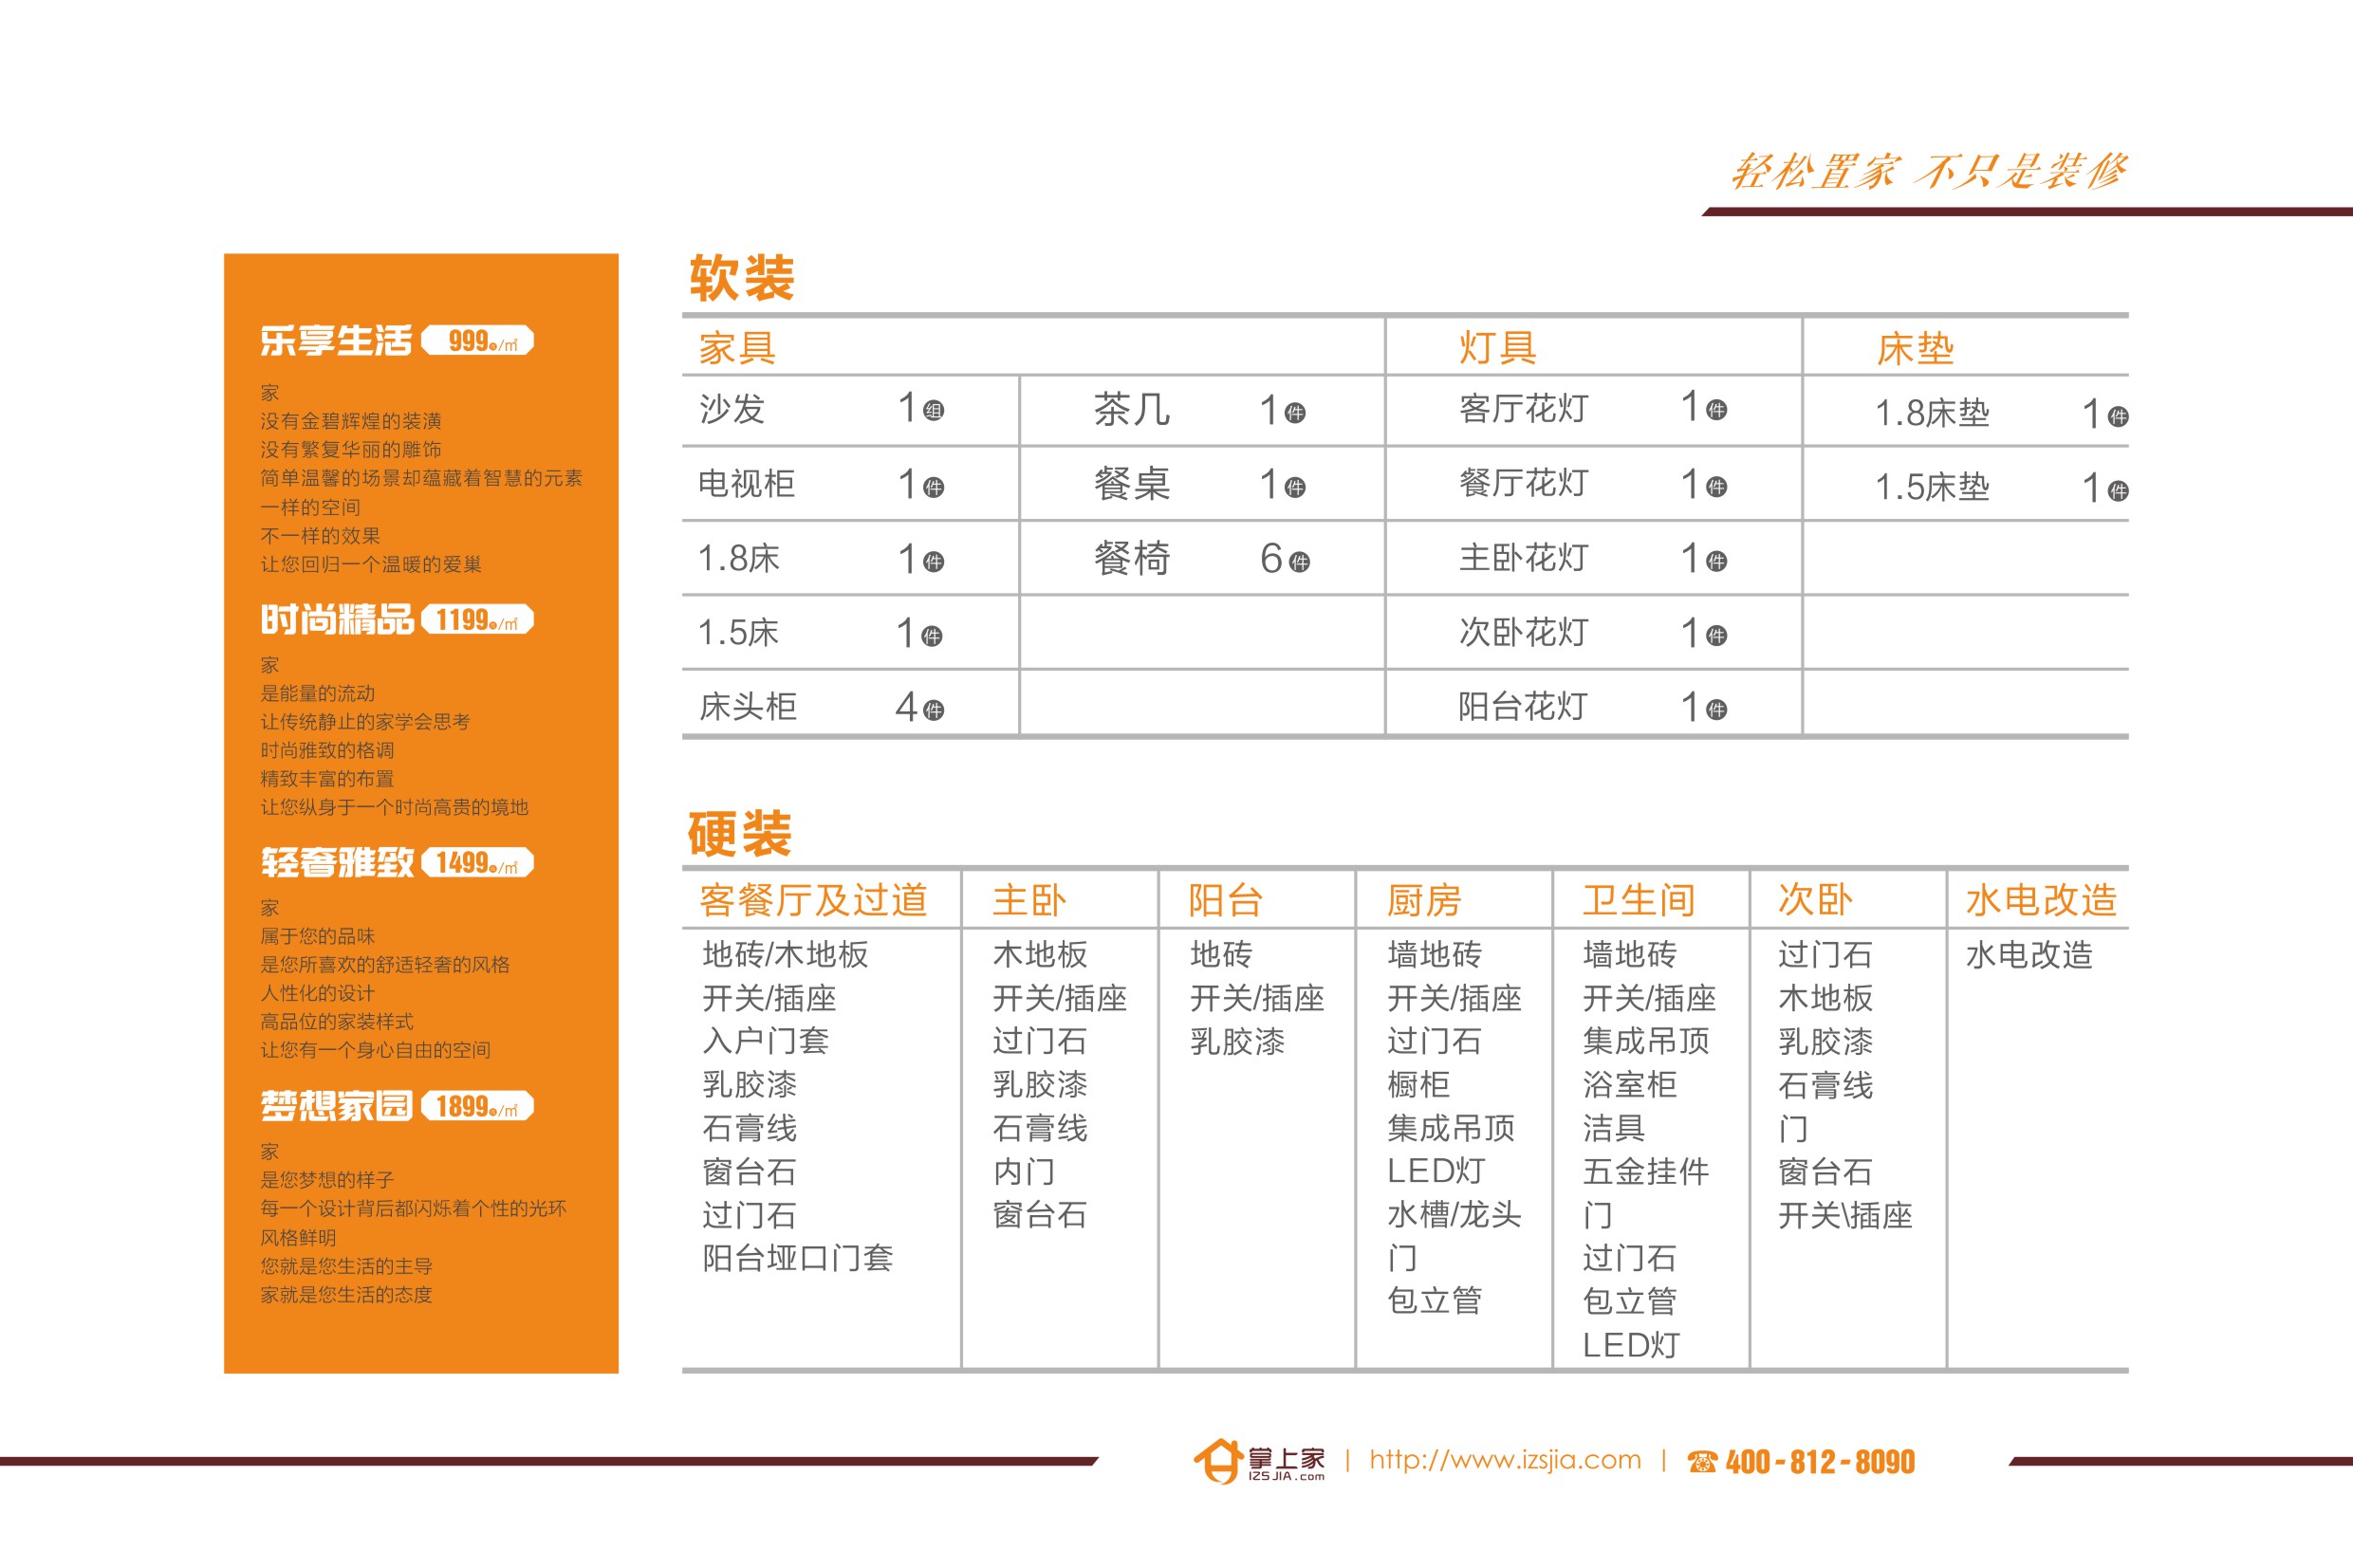 轻松置家 不只是装修
乐享生活 999元/㎡
家
没有金碧辉煌的装潢
没有繁复华丽的雕饰
简单温馨的场景却蕴藏着智慧的元素
一样的空间
不一样的效果
让您回归一个温暖的爱巢
时尚精品 1199元/㎡
家
是能量的流动
让传统静止的家学会思考
时尚雅致的格调
精致丰富的布置
让您纵身于一个时尚高贵的境地
轻奢雅致 1499元/㎡
家
属于您的品味
是您所喜欢的舒适轻奢的风格
人性化的设计
高品位的家装样式
让您有一个身心自由的空间
梦想家园 1899元/㎡
家
是您梦想的样子
每一个设计背后都闪烁着个性的光环
风格鲜明
您就是您生活的主导
家就是您生活的态度
软装
家具 灯具 床垫
沙发 1组 茶几 1件 客厅花灯 1件 1.8床垫 1件
电视柜 1件 餐桌 1件 餐厅花灯 1件 1.5床垫 1件
1.8床 1件 餐椅 6件 主卧花灯 1件
1.5床 1件 次卧花灯 1件
床头柜 4件 阳台花灯 1件
硬装
客餐厅及过道 主卧 阳台 厨房 卫生间 次卧 水电改造
地砖/木地板 木地板 地砖 墙地砖 墙地砖 过门石 水电改造
开关/插座 开关/插座 开关/插座 开关/插座 开关/插座 木地板
入户门套 过门石 乳胶漆 过门石 集成吊顶 乳胶漆
乳胶漆 乳胶漆 橱柜 浴室柜 石膏线
石膏线 石膏线 集成吊顶 洁具 门
窗台石 内门 LED灯 五金挂件 窗台石
过门石 窗台石 水槽/龙头 门 开关\插座
阳台垭口门套 门 过门石
包立管 包立管
LED灯
掌上家 | http://www.izsjia.com | ☎ 400-812-8090
IZSJIA.com